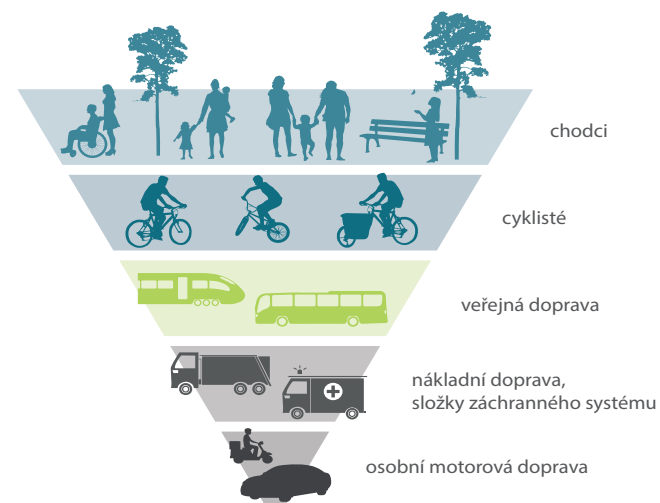 chodci
cyklisté
veřejná doprava
nákladní doprava,
složky záchranného systému
osobní motorová doprava